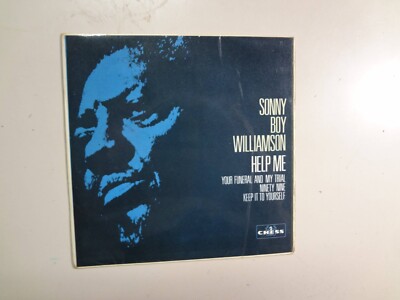 SONNY
BOY
WILLIAMSON
HELP ME
YOUR FUNERAL AND MY TRIAL
NINETY NINE
KEEP IT TO YOURSELF
CHESS